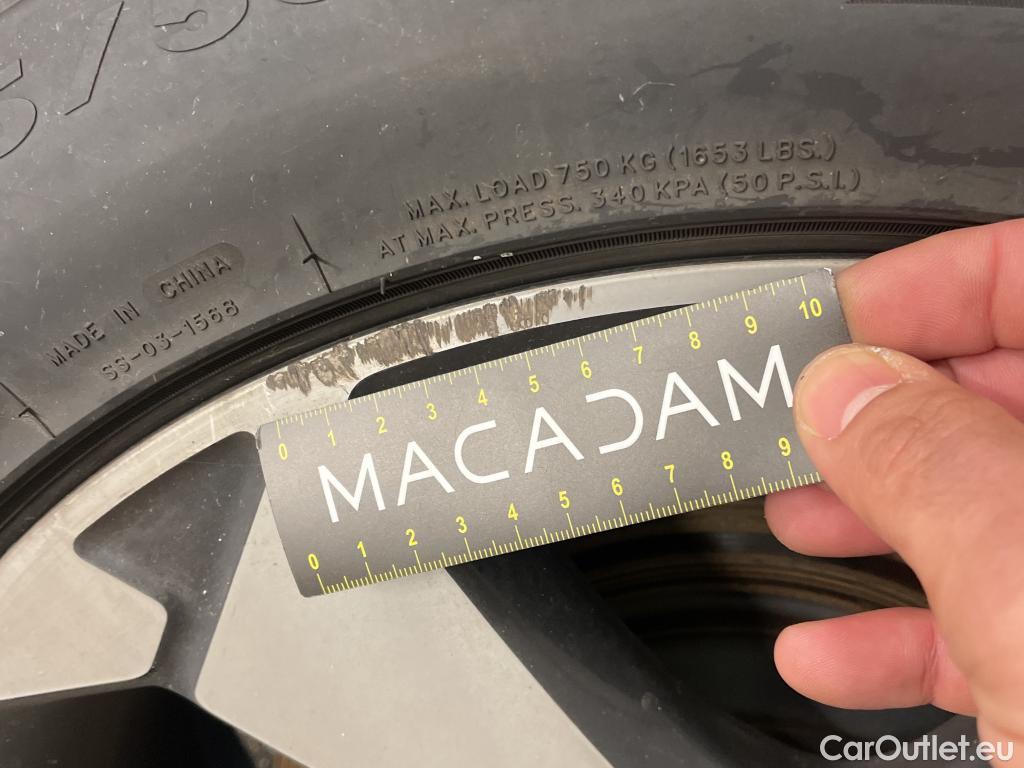 MAX. LOAD 750 KG (1653 LBS.)
AT MAX. PRESS. 340 KPA (50 P.S.I.)
MADE IN CHINA
SS-03-1568
0 1 2 3 4 5 6 7 8 9 10
MACADAM
0 1 2 3 4 5 6 7 8 9
CarOutlet.eu